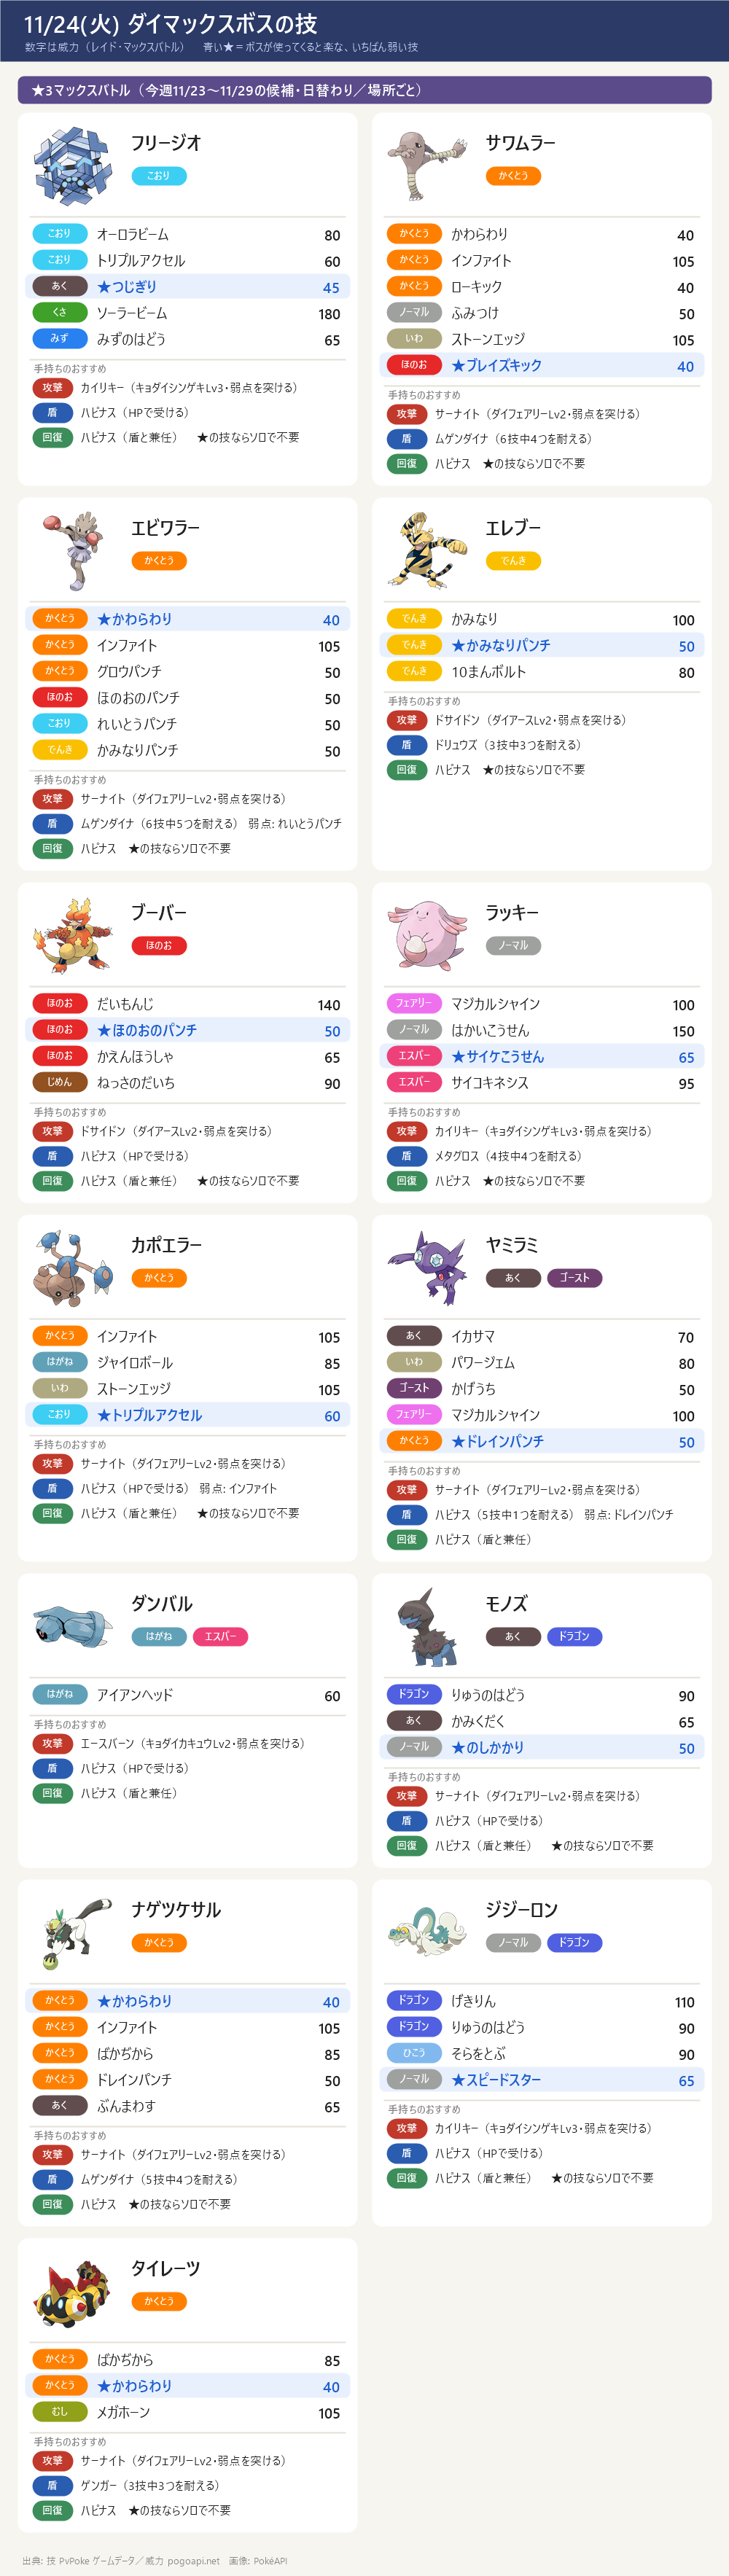 11/24(火) ダイマックスボスの技
数字は威力（レイド・マックスバトル）　青い★＝ボスが使ってくると楽な、いちばん弱い技
★3マックスバトル（今週11/23～11/29の候補・日替わり／場所ごと）
フリージオ
こおり
こおり オーロラビーム 80
こおり トリプルアクセル 60
あく ★つじぎり 45
くさ ソーラービーム 180
みず みずのはどう 65
手持ちのおすすめ
攻撃 カイリキー（キョダイシンゲキLv3・弱点を突ける）
盾 ハピナス（HPで受ける）
回復 ハピナス（盾と兼任）　★の技ならソロで不要
サワムラー
かくとう
かくとう かわらわり 40
かくとう インファイト 105
かくとう ローキック 40
ノーマル ふみつけ 50
いわ ストーンエッジ 105
ほのお ★ブレイズキック 40
手持ちのおすすめ
攻撃 サーナイト（ダイフェアリーLv2・弱点を突ける）
盾 ムゲンダイナ（6技中4つを耐える）
回復 ハピナス　★の技ならソロで不要
エビワラー
かくとう
かくとう ★かわらわり 40
かくとう インファイト 105
かくとう グロウパンチ 50
ほのお ほのおのパンチ 50
こおり れいとうパンチ 50
でんき かみなりパンチ 50
手持ちのおすすめ
攻撃 サーナイト（ダイフェアリーLv2・弱点を突ける）
盾 ムゲンダイナ（6技中5つを耐える）　弱点: れいとうパンチ
回復 ハピナス　★の技ならソロで不要
エレブー
でんき
でんき かみなり 100
でんき ★かみなりパンチ 50
でんき 10まんボルト 80
手持ちのおすすめ
攻撃 ドサイドン（ダイアースLv2・弱点を突ける）
盾 ドリュウズ（3技中3つを耐える）
回復 ハピナス　★の技ならソロで不要
ブーバー
ほのお
ほのお だいもんじ 140
ほのお ★ほのおのパンチ 50
ほのお かえんほうしゃ 65
じめん ねっさのだいち 90
手持ちのおすすめ
攻撃 ドサイドン（ダイアースLv2・弱点を突ける）
盾 ハピナス（HPで受ける）
回復 ハピナス（盾と兼任）　★の技ならソロで不要
ラッキー
ノーマル
フェアリー マジカルシャイン 100
ノーマル はかいこうせん 150
エスパー ★サイケこうせん 65
エスパー サイコキネシス 95
手持ちのおすすめ
攻撃 カイリキー（キョダイシンゲキLv3・弱点を突ける）
盾 メタグロス（4技中4つを耐える）
回復 ハピナス　★の技ならソロで不要
カポエラー
かくとう
かくとう インファイト 105
はがね ジャイロボール 85
いわ ストーンエッジ 105
こおり ★トリプルアクセル 60
手持ちのおすすめ
攻撃 サーナイト（ダイフェアリーLv2・弱点を突ける）
盾 ハピナス（HPで受ける）　弱点: インファイト
回復 ハピナス（盾と兼任）　★の技ならソロで不要
ヤミラミ
あく ゴースト
あく イカサマ 70
いわ パワージェム 80
ゴースト かげうち 50
フェアリー マジカルシャイン 100
かくとう ★ドレインパンチ 50
手持ちのおすすめ
攻撃 サーナイト（ダイフェアリーLv2・弱点を突ける）
盾 ハピナス（5技中1つを耐える）　弱点: ドレインパンチ
回復 ハピナス（盾と兼任）
ダンバル
はがね エスパー
はがね アイアンヘッド 60
手持ちのおすすめ
攻撃 エースバーン（キョダイカキュウLv2・弱点を突ける）
盾 ハピナス（HPで受ける）
回復 ハピナス（盾と兼任）
モノズ
あく ドラゴン
ドラゴン りゅうのはどう 90
あく かみくだく 65
ノーマル ★のしかかり 50
手持ちのおすすめ
攻撃 サーナイト（ダイフェアリーLv2・弱点を突ける）
盾 ハピナス（HPで受ける）
回復 ハピナス（盾と兼任）　★の技ならソロで不要
ナゲツケサル
かくとう
かくとう ★かわらわり 40
かくとう インファイト 105
かくとう ばかぢから 85
かくとう ドレインパンチ 50
あく ぶんまわす 65
手持ちのおすすめ
攻撃 サーナイト（ダイフェアリーLv2・弱点を突ける）
盾 ムゲンダイナ（5技中4つを耐える）
回復 ハピナス　★の技ならソロで不要
ジジーロン
ノーマル ドラゴン
ドラゴン げきりん 110
ドラゴン りゅうのはどう 90
ひこう そらをとぶ 90
ノーマル ★スピードスター 65
手持ちのおすすめ
攻撃 カイリキー（キョダイシンゲキLv3・弱点を突ける）
盾 ハピナス（HPで受ける）
回復 ハピナス（盾と兼任）　★の技ならソロで不要
タイレーツ
かくとう
かくとう ばかぢから 85
かくとう ★かわらわり 40
むし メガホーン 105
手持ちのおすすめ
攻撃 サーナイト（ダイフェアリーLv2・弱点を突ける）
盾 ゲンガー（3技中3つを耐える）
回復 ハピナス　★の技ならソロで不要
出典: 技 PvPoke ゲームデータ／威力 pogoapi.net　画像: PokéAPI